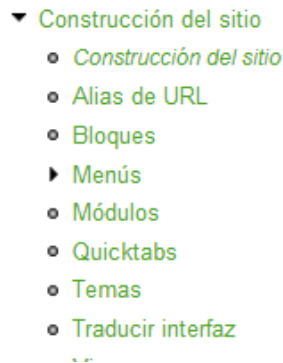 Construcción del sitio
Construcción del sitio
Alias de URL
Bloques
Menús
Módulos
Quicktabs
Temas
Traducir interfaz